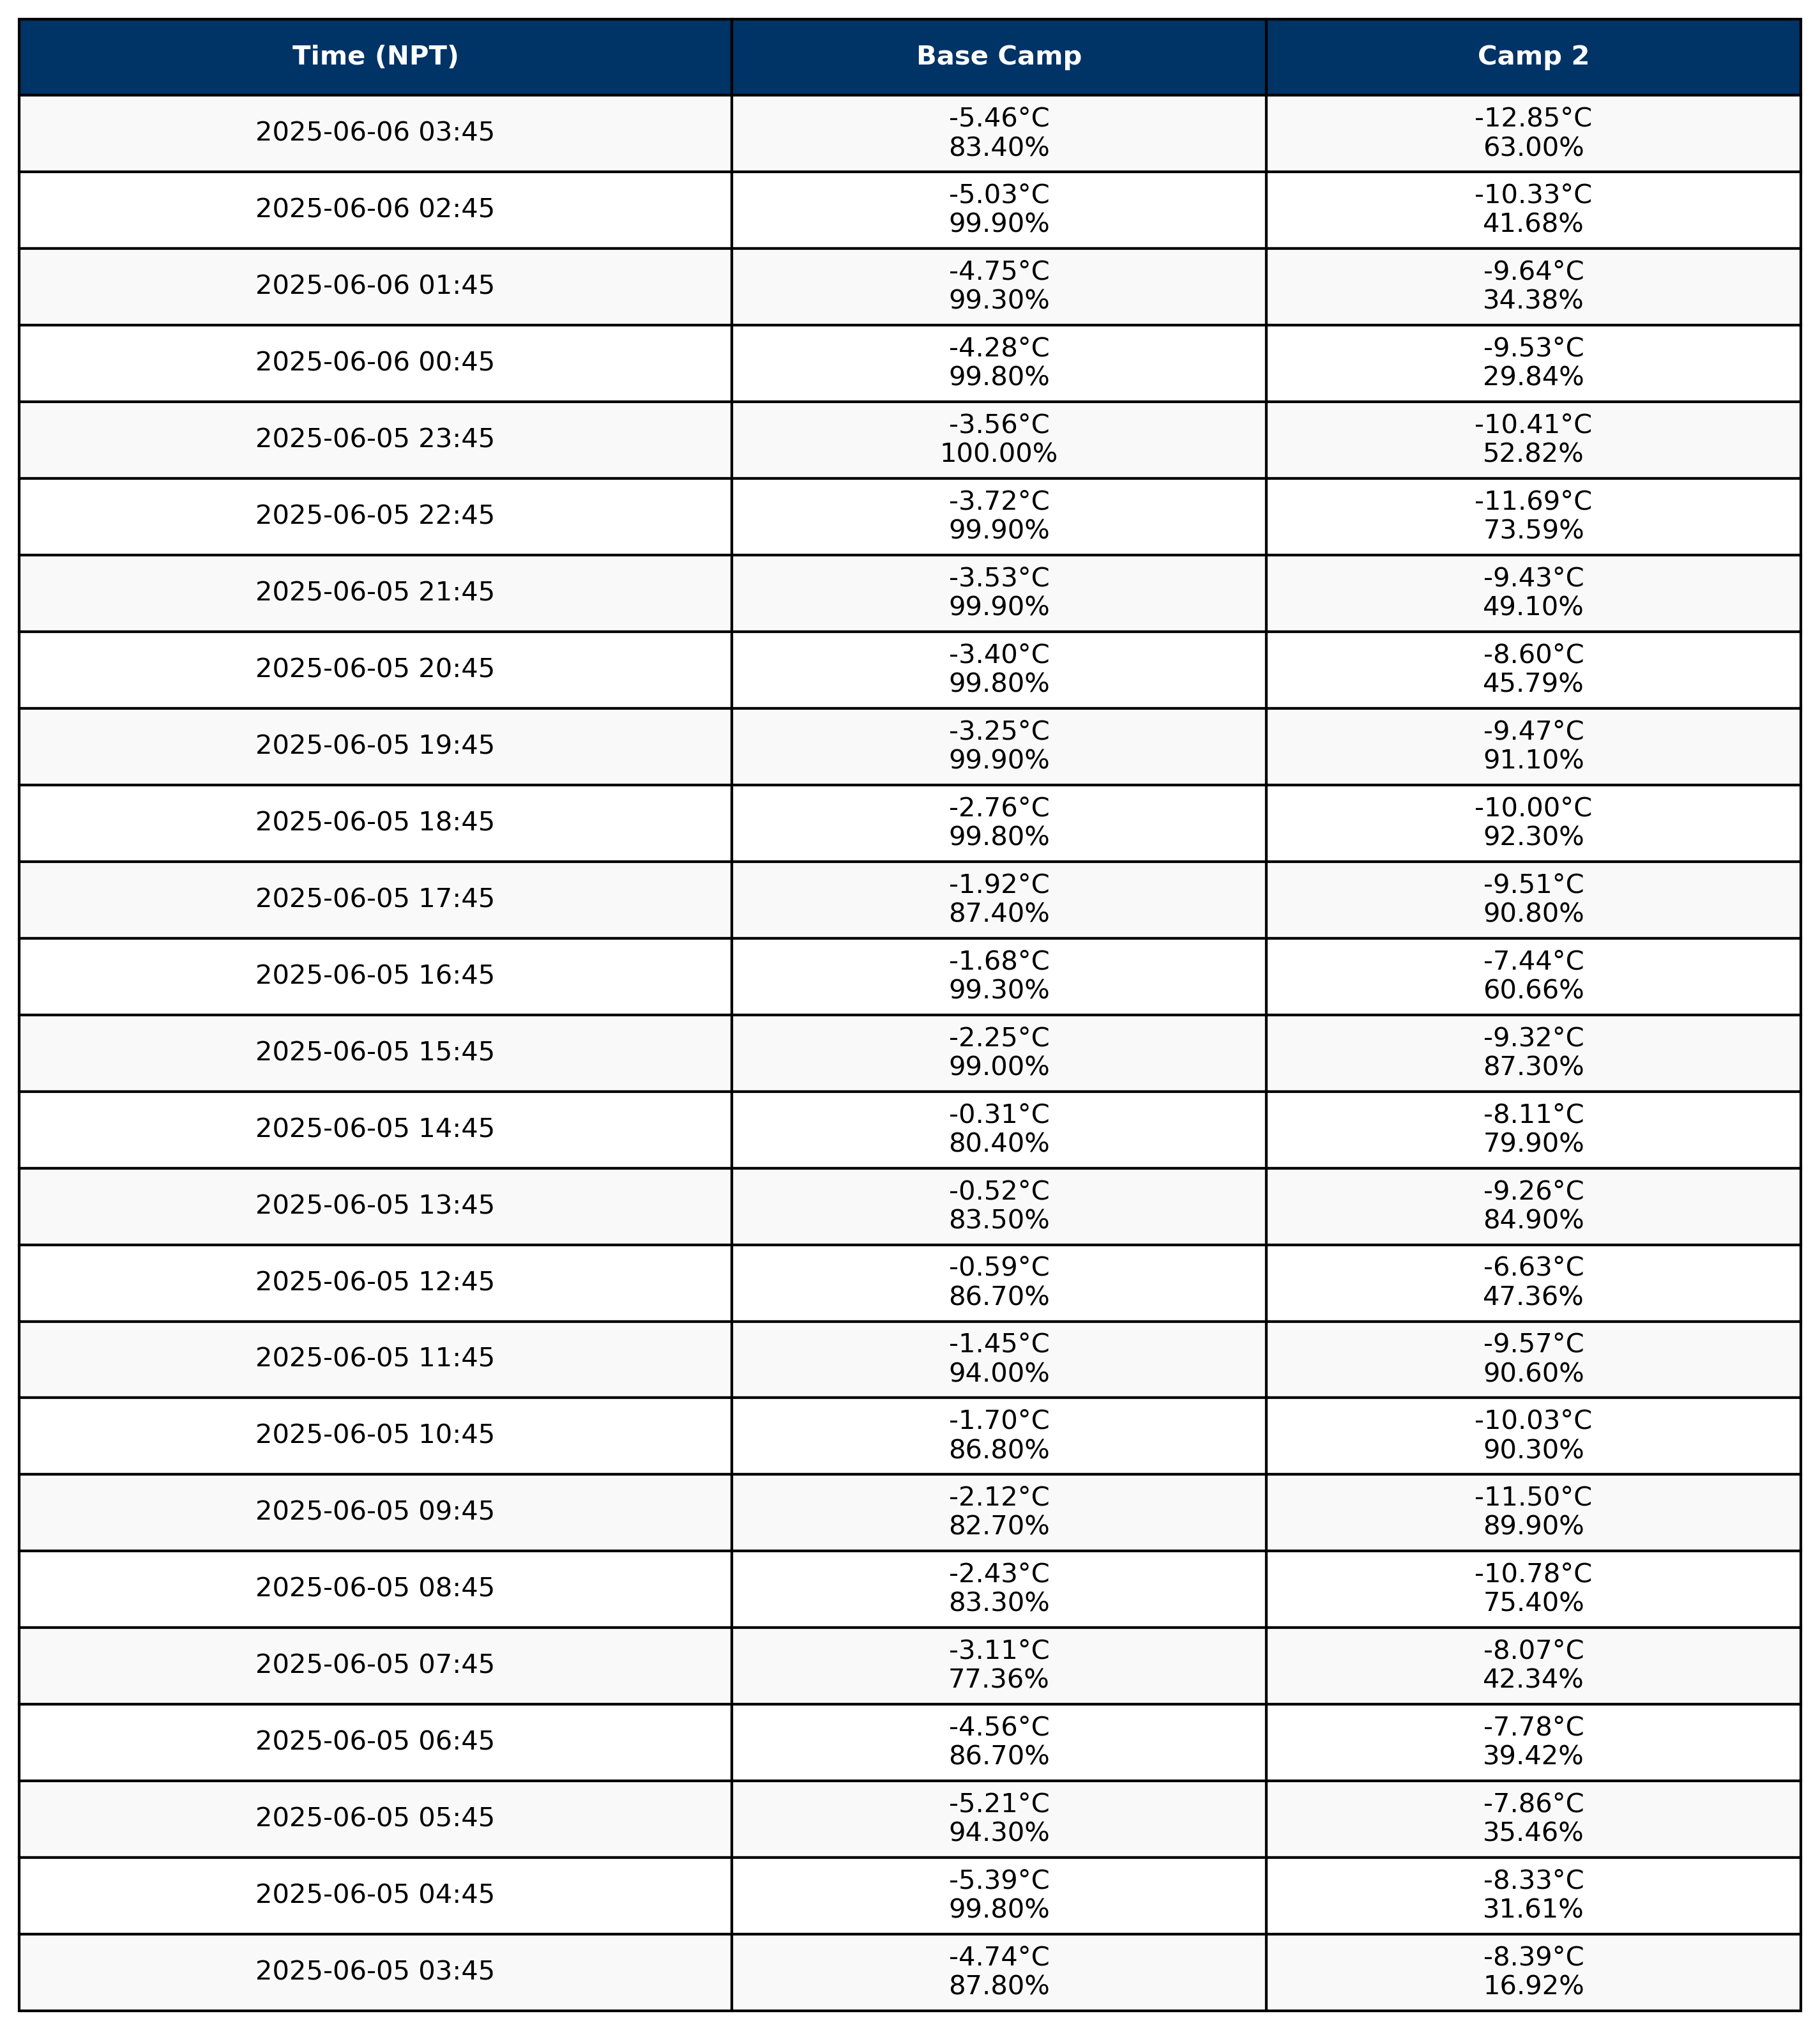 Time (NPT) Base Camp Camp 2
2025-06-06 03:45 -5.46°C 83.40% -12.85°C 63.00%
2025-06-06 02:45 -5.03°C 99.90% -10.33°C 41.68%
2025-06-06 01:45 -4.75°C 99.30% -9.64°C 34.38%
2025-06-06 00:45 -4.28°C 99.80% -9.53°C 29.84%
2025-06-05 23:45 -3.56°C 100.00% -10.41°C 52.82%
2025-06-05 22:45 -3.72°C 99.90% -11.69°C 73.59%
2025-06-05 21:45 -3.53°C 99.90% -9.43°C 49.10%
2025-06-05 20:45 -3.40°C 99.80% -8.60°C 45.79%
2025-06-05 19:45 -3.25°C 99.90% -9.47°C 91.10%
2025-06-05 18:45 -2.76°C 99.80% -10.00°C 92.30%
2025-06-05 17:45 -1.92°C 87.40% -9.51°C 90.80%
2025-06-05 16:45 -1.68°C 99.30% -7.44°C 60.66%
2025-06-05 15:45 -2.25°C 99.00% -9.32°C 87.30%
2025-06-05 14:45 -0.31°C 80.40% -8.11°C 79.90%
2025-06-05 13:45 -0.52°C 83.50% -9.26°C 84.90%
2025-06-05 12:45 -0.59°C 86.70% -6.63°C 47.36%
2025-06-05 11:45 -1.45°C 94.00% -9.57°C 90.60%
2025-06-05 10:45 -1.70°C 86.80% -10.03°C 90.30%
2025-06-05 09:45 -2.12°C 82.70% -11.50°C 89.90%
2025-06-05 08:45 -2.43°C 83.30% -10.78°C 75.40%
2025-06-05 07:45 -3.11°C 77.36% -8.07°C 42.34%
2025-06-05 06:45 -4.56°C 86.70% -7.78°C 39.42%
2025-06-05 05:45 -5.21°C 94.30% -7.86°C 35.46%
2025-06-05 04:45 -5.39°C 99.80% -8.33°C 31.61%
2025-06-05 03:45 -4.74°C 87.80% -8.39°C 16.92%